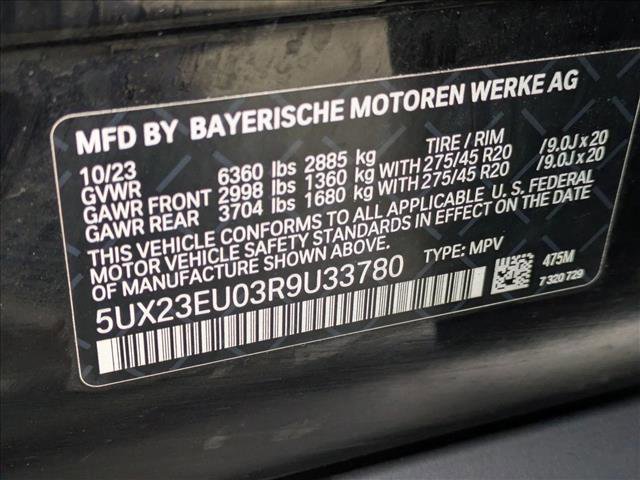 MFD BY BAYERISCHE MOTOREN WERKE AG
10/23 TIRE / RIM
GVWR 6360 lbs 2885 kg
GAWR FRONT 2998 lbs 1360 kg WITH 275/45 R20 /9.0J x 20
GAWR REAR 3704 lbs 1680 kg WITH 275/45 R20 /9.0J x 20
THIS VEHICLE CONFORMS TO ALL APPLICABLE U.S. FEDERAL
MOTOR VEHICLE SAFETY STANDARDS IN EFFECT ON THE DATE
OF MANUFACTURE SHOWN ABOVE.
TYPE: MPV 475M
5UX23EU03R9U33780
7 320 729